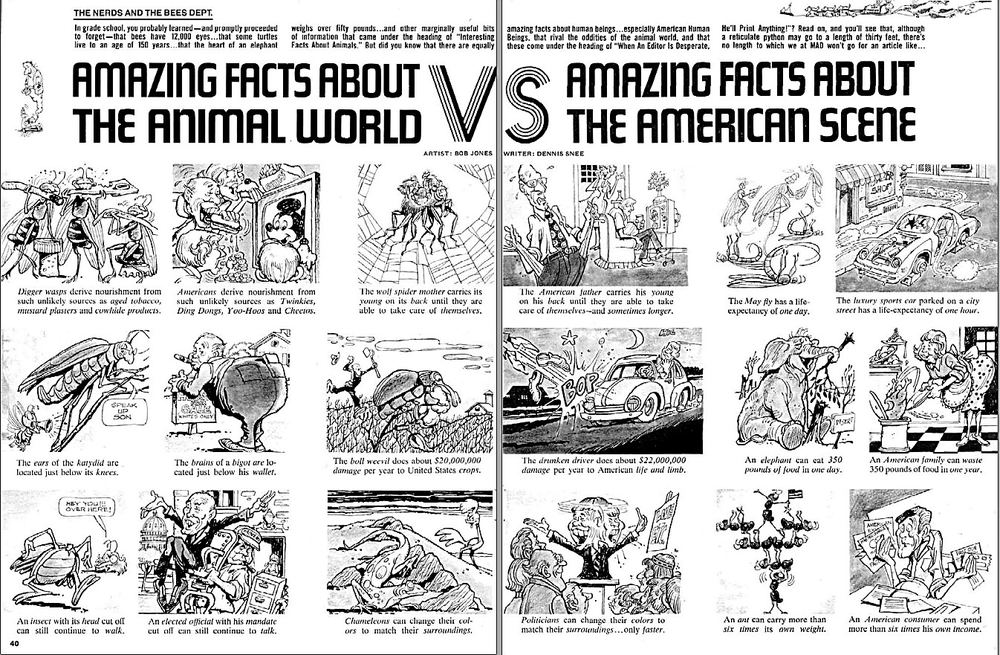 THE NERDS AND THE BEES DEPT.
In grade school, you probably learned—and promptly proceeded
to forget—that bees have 12,000 eyes...that some turtles
live to an age of 150 years...that the heart of an elephant
weighs over fifty pounds...and other marginally useful bits
of information that came under the heading of "Interesting
Facts About Animals." But did you know that there are equally
amazing facts about human beings...especially American Human
Beings, that rival the oddities of the animal world, and that
these come under the heading of "When An Editor Is Desperate,
He'll Print Anything!"? Read on, and you'll see that, although
a reticulate python may go to a length of thirty feet, there's
no length to which we at MAD won't go for an article like...
AMAZING FACTS ABOUT
THE ANIMAL WORLD
VS
AMAZING FACTS ABOUT
THE AMERICAN SCENE
ARTIST: BOB JONES
WRITER: DENNIS SNEE
SHOP
Digger wasps derive nourishment from
such unlikely sources as aged tobacco,
mustard plasters and cowhide products.
Americans derive nourishment from
such unlikely sources as Twinkies,
Ding Dongs, Yoo-Hoos and Cheetos.
The wolf spider mother carries its
young on its back until they are
able to take care of themselves.
The American father carries his young
on his back until they are able to take
care of themselves—and sometimes longer.
The May fly has a life-
expectancy of one day.
The luxury sports car parked on a city
street has a life-expectancy of one hour.
SPEAK
UP
SON
WHITES ONLY
BOP
The ears of the katydid are
located just below its knees.
The brains of a bigot are lo-
cated just below his wallet.
The boll weevil does about $20,000,000
damage per year to United States crops.
The drunken driver does about $22,000,000
damage per year to American life and limb.
An elephant can eat 350
pounds of food in one day.
An American family can waste
350 pounds of food in one year.
HEY YOU!!!
OVER HERE!
An insect with its head cut off
can still continue to walk.
An elected official with his mandate
cut off can still continue to talk.
Chameleons can change their col-
ors to match their surroundings.
Politicians can change their colors to
match their surroundings...only faster.
An ant can carry more than
six times its own weight.
An American consumer can spend
more than six times his own income.
40